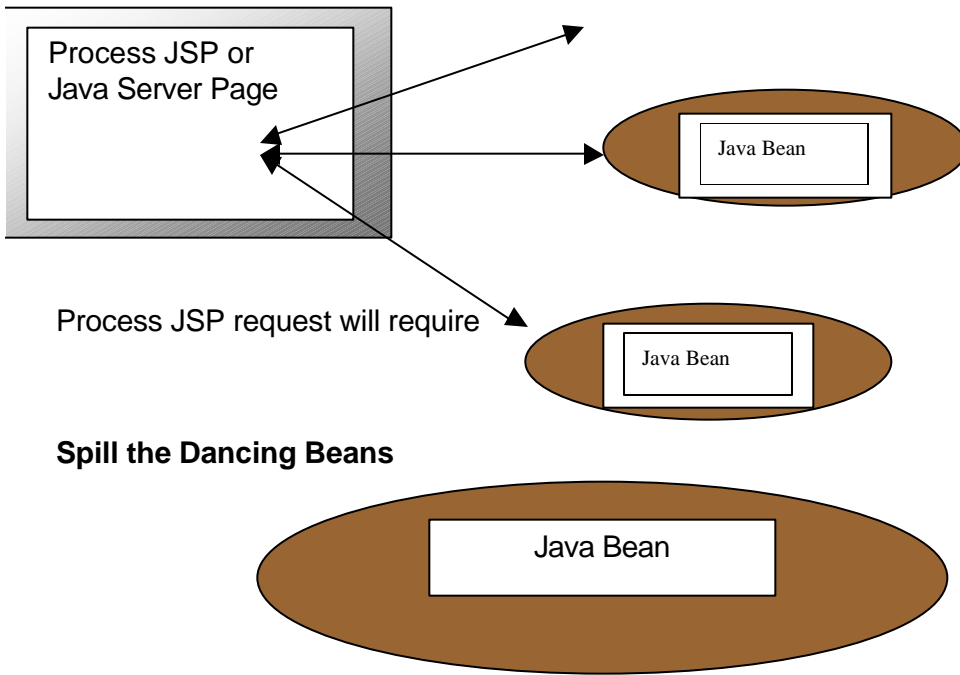 Process JSP or
Java Server Page
Java Bean
Process JSP request will require
Java Bean
Spill the Dancing Beans
Java Bean